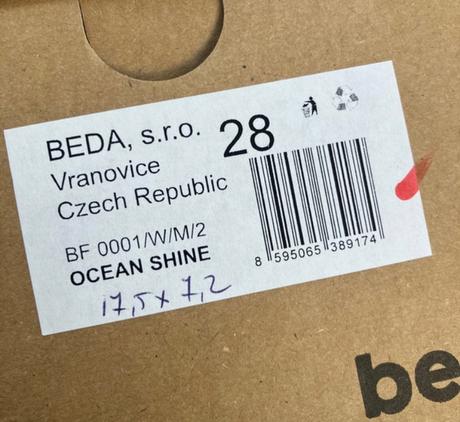 BEDA, s.r.o. 28
Vranovice
Czech Republic
BF 0001/W/M/2
OCEAN SHINE
17,5 x 7,2
8 595065 389174
be